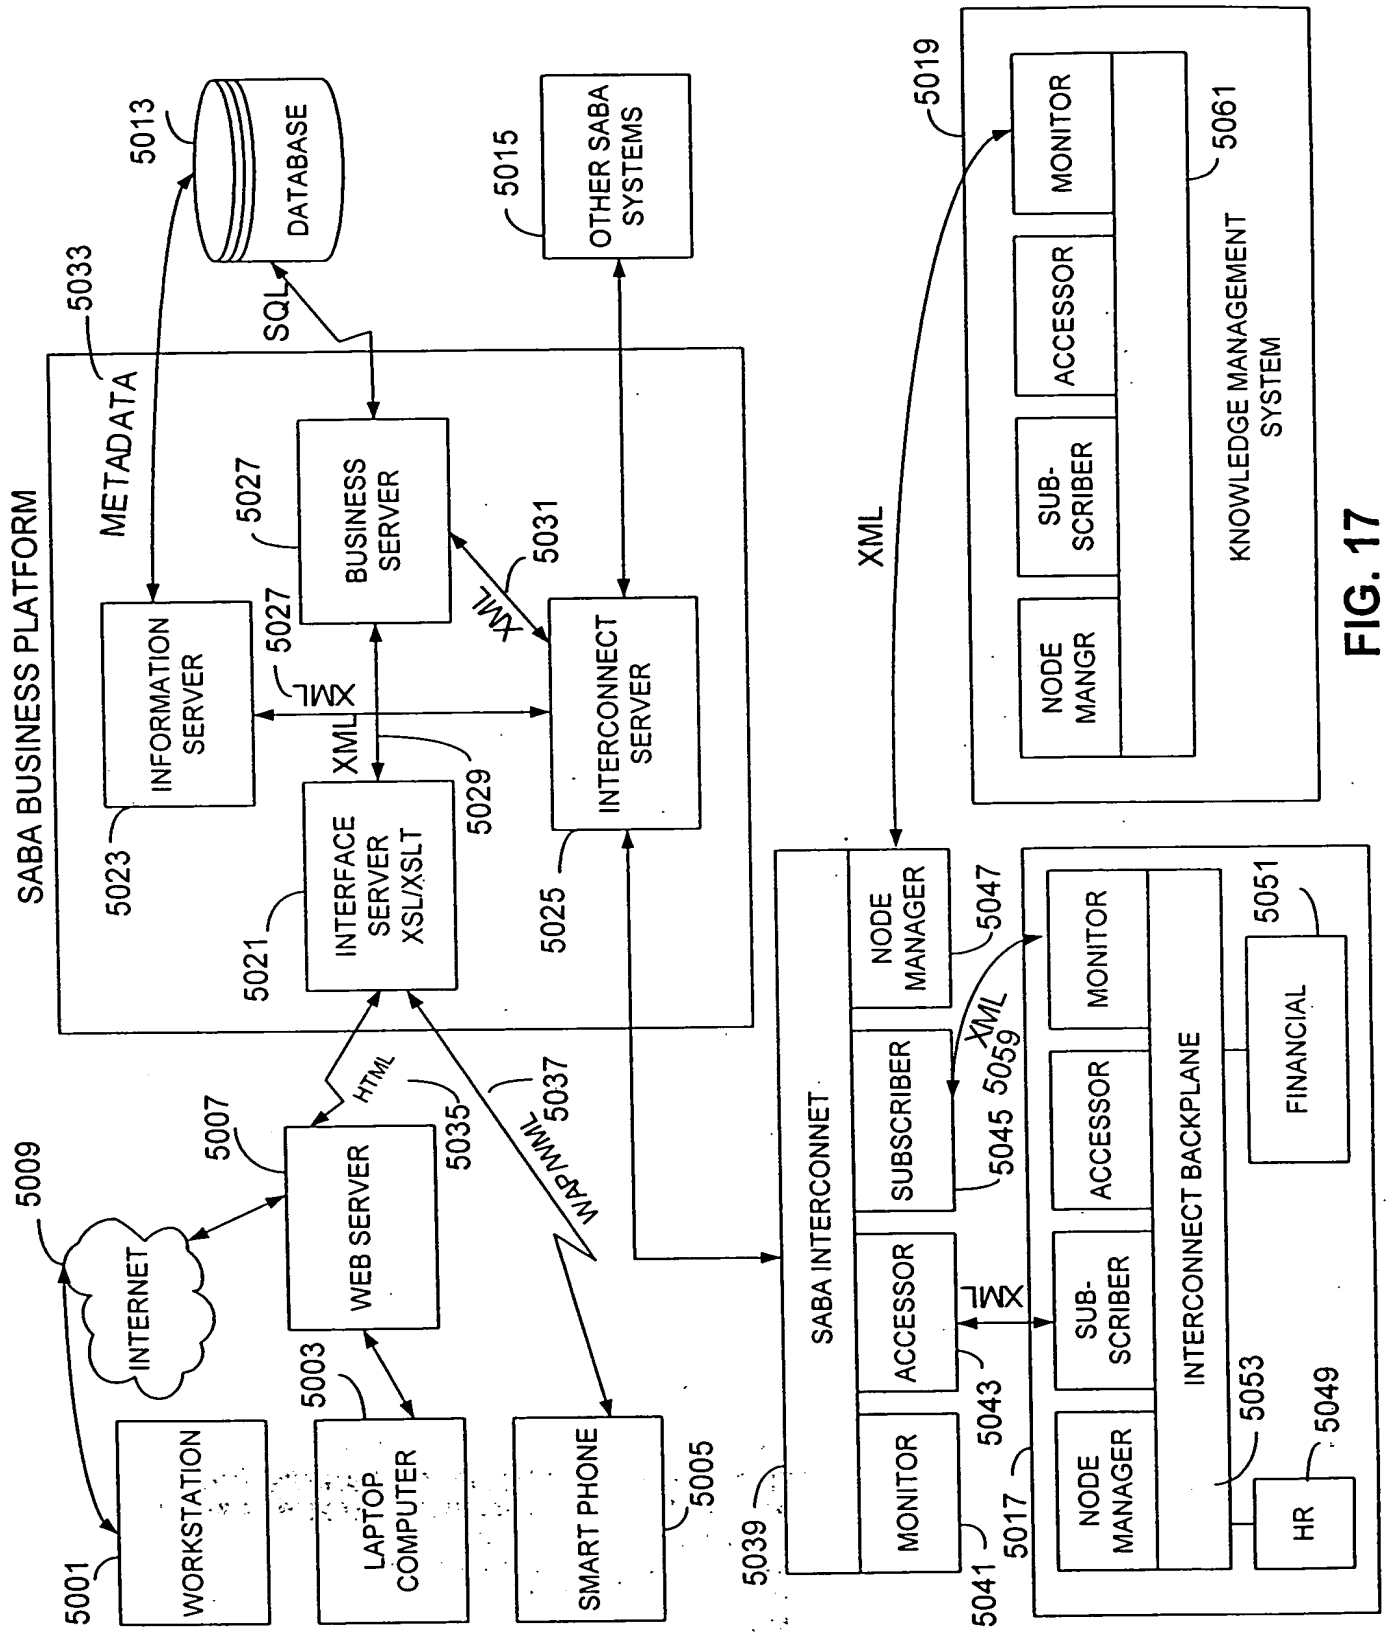 SABA BUSINESS PLATFORM
5001
WORKSTATION
5009
INTERNET
5003
LAPTOP
COMPUTER
5007
WEB SERVER
SMART PHONE
5005
HTML
5035
WAP/WML
5037
5023
INFORMATION
SERVER
METADATA
5033
5013
DATABASE
SQL
5021
INTERFACE
SERVER
XSL/XSLT
XML
5029
XML
5027
5027
BUSINESS
SERVER
XML
5031
5025
INTERCONNECT
SERVER
5015
OTHER SABA
SYSTEMS
5039
SABA INTERCONNET
MONITOR
5041
ACCESSOR
5043
SUBSCRIBER
5045
NODE
MANAGER
5047
XML
XML
5059
XML
5017
NODE
MANAGER
SUB-
SCRIBER
ACCESSOR
MONITOR
INTERCONNECT BACKPLANE
5053
HR
5049
FINANCIAL
5051
5019
NODE
MANGR
SUB-
SCRIBER
ACCESSOR
MONITOR
5061
KNOWLEDGE MANAGEMENT
SYSTEM
FIG. 17